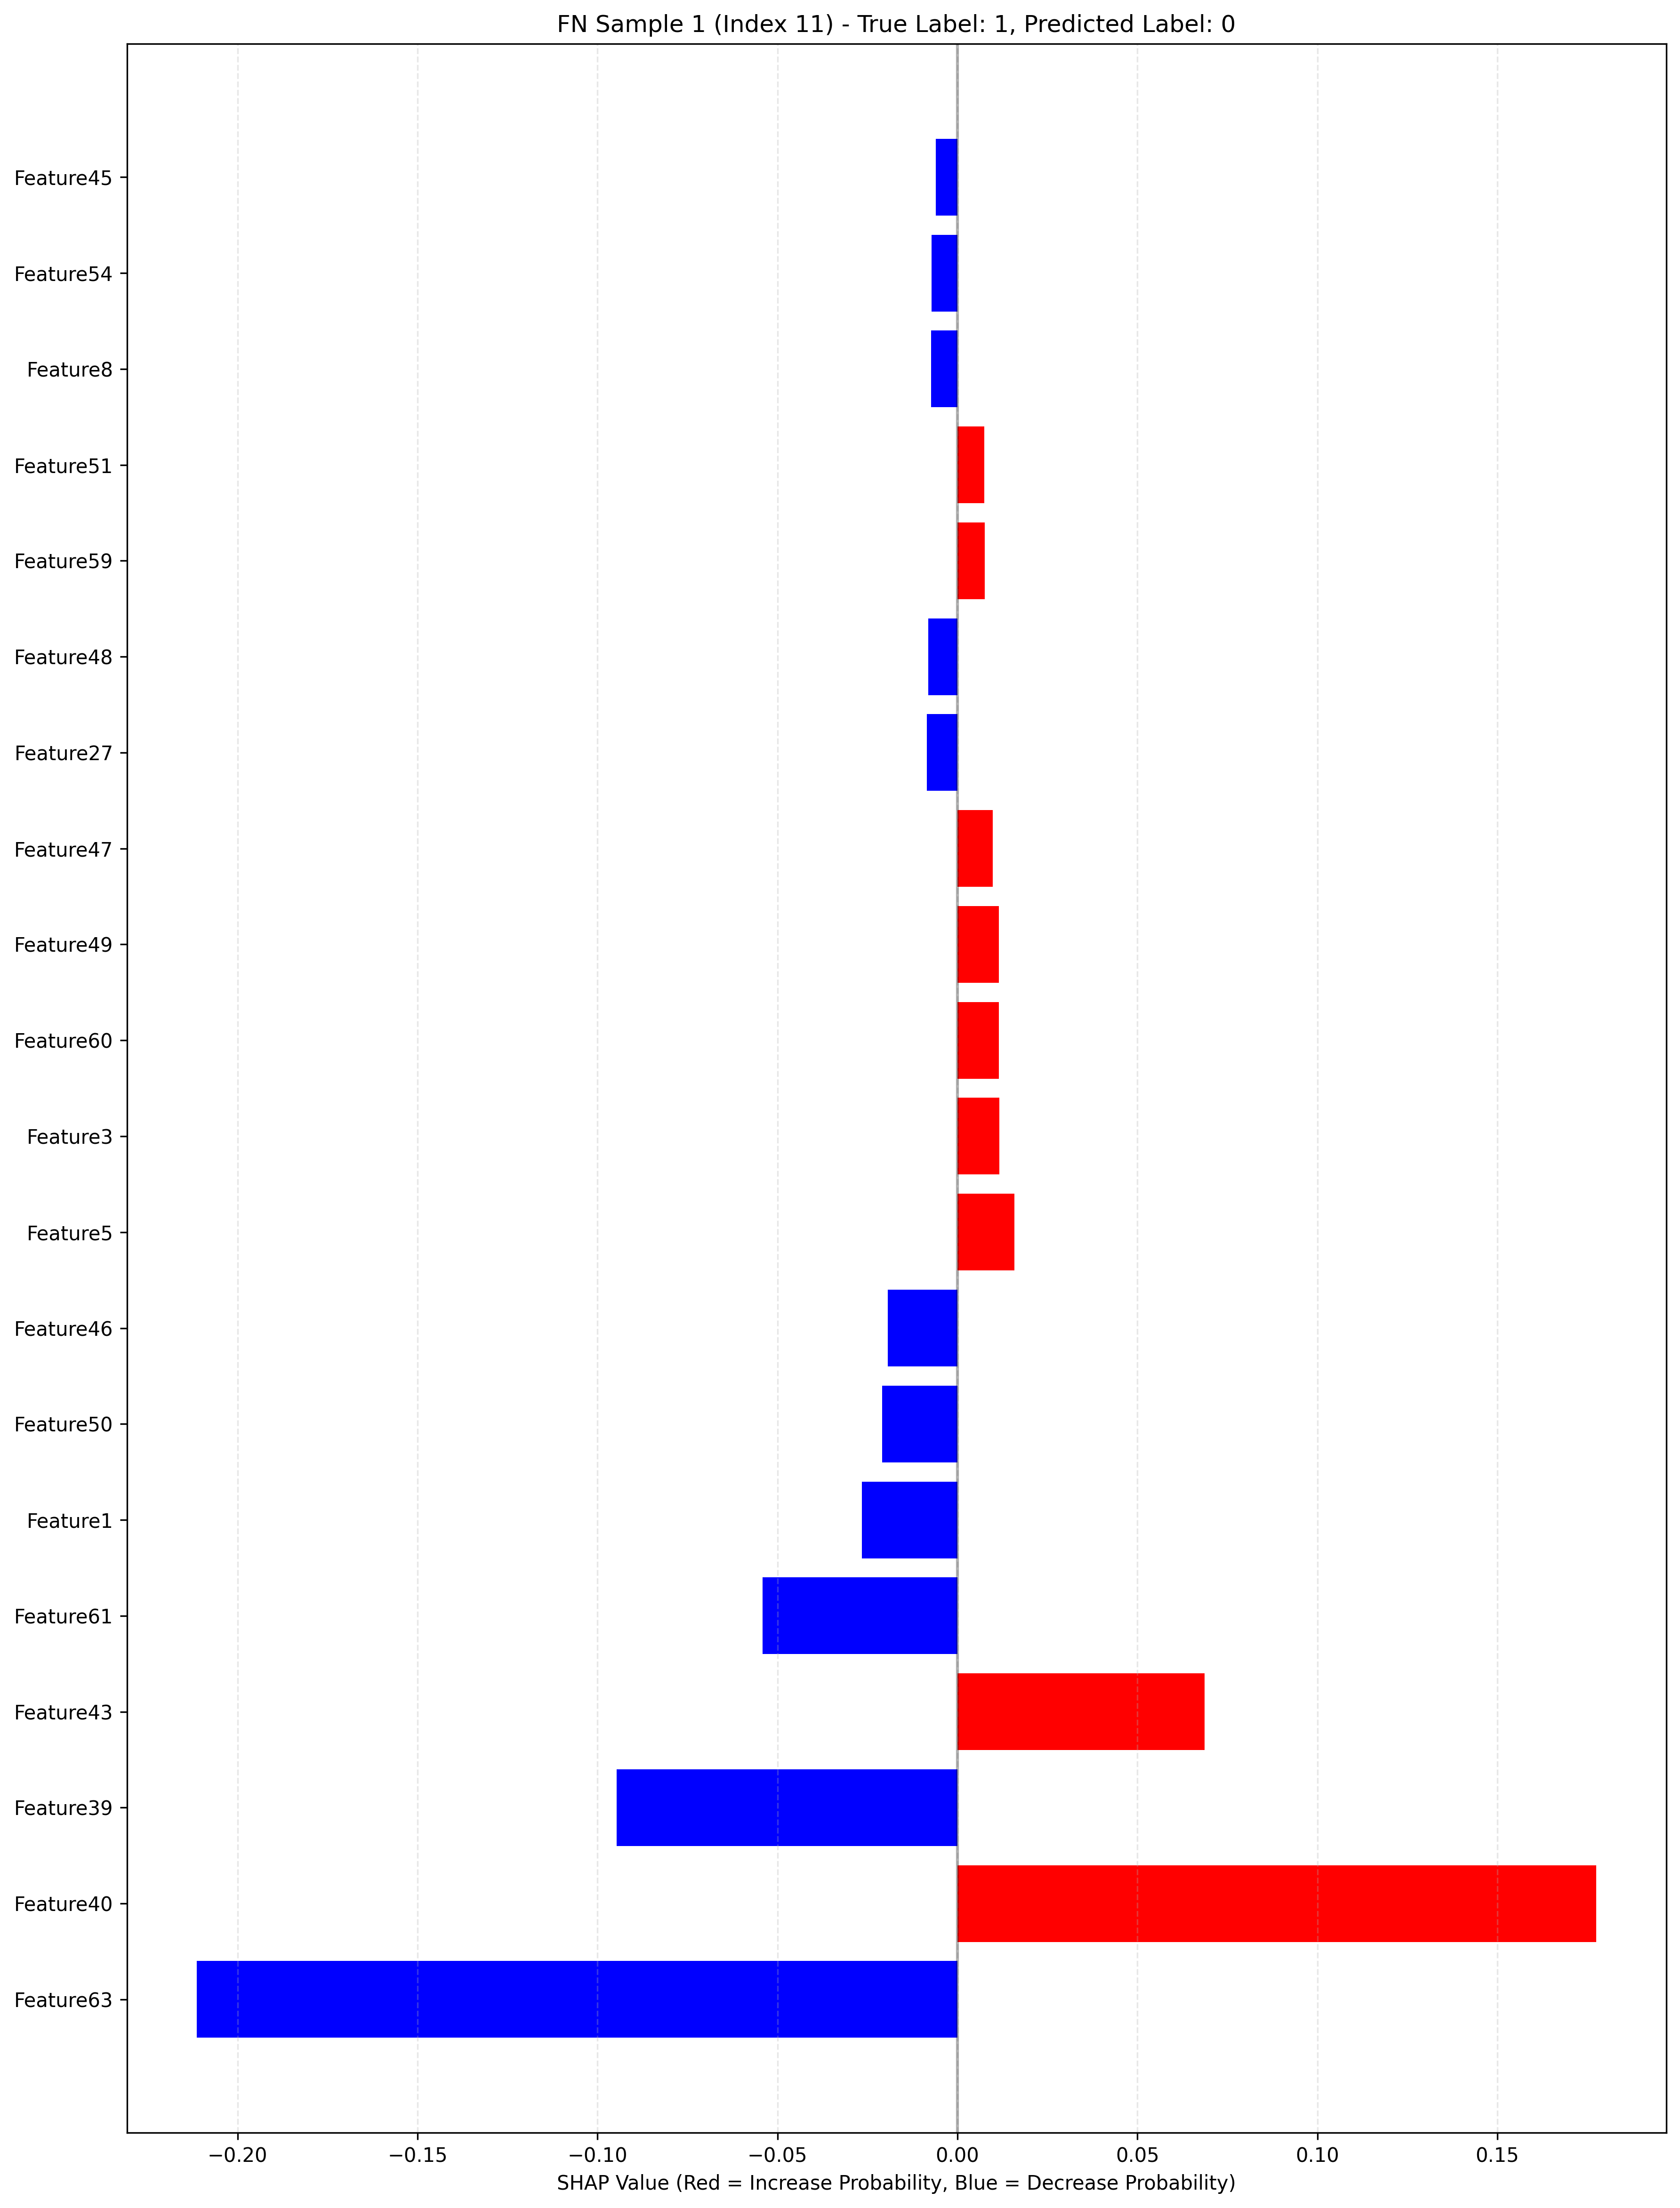 FN Sample 1 (Index 11) - True Label: 1, Predicted Label: 0
Feature45
Feature54
Feature8
Feature51
Feature59
Feature48
Feature27
Feature47
Feature49
Feature60
Feature3
Feature5
Feature46
Feature50
Feature1
Feature61
Feature43
Feature39
Feature40
Feature63
−0.20 −0.15 −0.10 −0.05 0.00 0.05 0.10 0.15
SHAP Value (Red = Increase Probability, Blue = Decrease Probability)